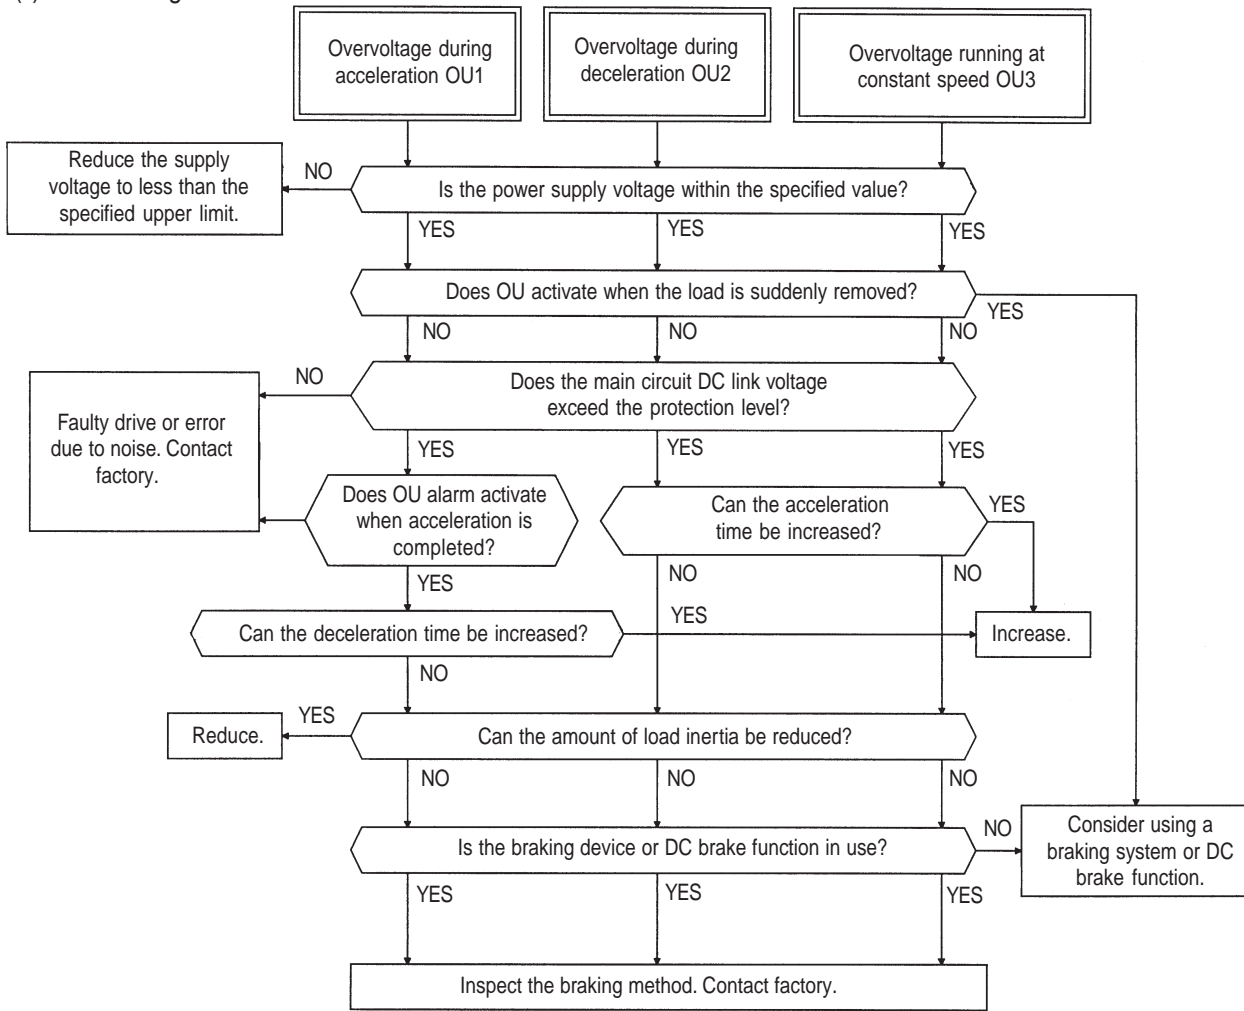 Overvoltage during
acceleration OU1
Overvoltage during
deceleration OU2
Overvoltage running at
constant speed OU3
Reduce the supply
voltage to less than the
specified upper limit.
NO
Is the power supply voltage within the specified value?
YES
YES
YES
Does OU activate when the load is suddenly removed?
YES
NO
NO
NO
NO
Does the main circuit DC link voltage
exceed the protection level?
Faulty drive or error
due to noise. Contact
factory.
YES
YES
YES
Does OU alarm activate
when acceleration is
completed?
Can the acceleration
time be increased?
YES
YES
NO
NO
Can the deceleration time be increased?
YES
Increase.
NO
Reduce.
YES
Can the amount of load inertia be reduced?
NO
NO
NO
Is the braking device or DC brake function in use?
NO
Consider using a
braking system or DC
brake function.
YES
YES
YES
Inspect the braking method. Contact factory.